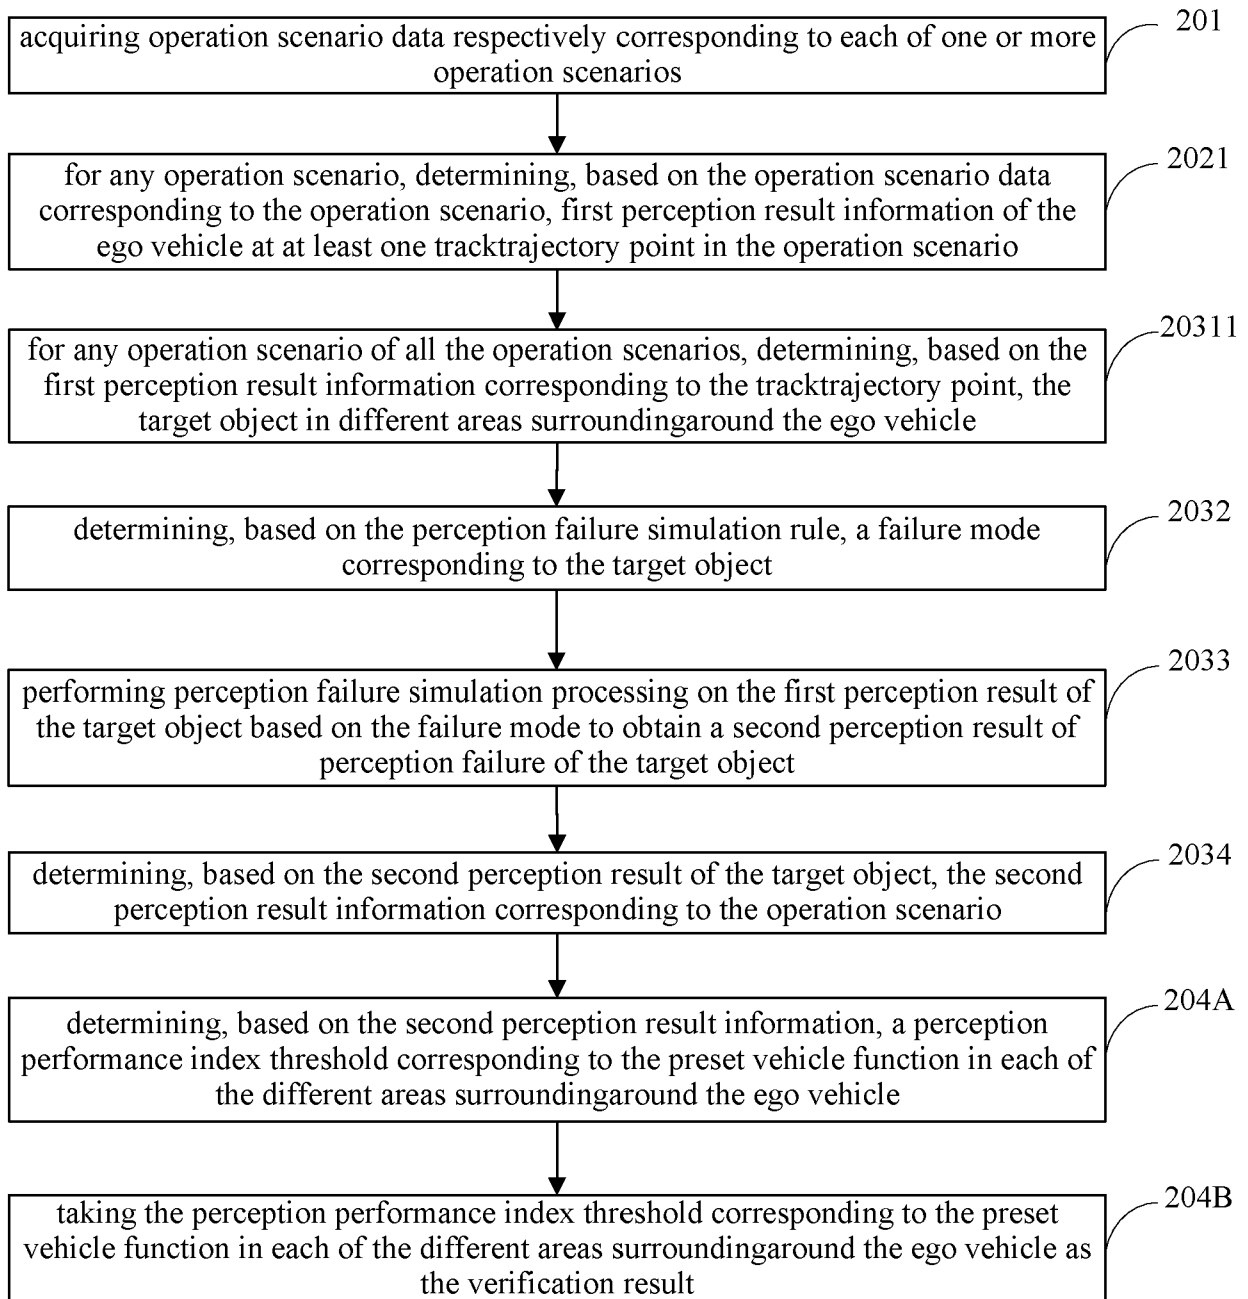 acquiring operation scenario data respectively corresponding to each of one or more
operation scenarios
201
for any operation scenario, determining, based on the operation scenario data
corresponding to the operation scenario, first perception result information of the
ego vehicle at at least one tracktrajectory point in the operation scenario
2021
for any operation scenario of all the operation scenarios, determining, based on the
first perception result information corresponding to the tracktrajectory point, the
target object in different areas surroundingaround the ego vehicle
20311
determining, based on the perception failure simulation rule, a failure mode
corresponding to the target object
2032
performing perception failure simulation processing on the first perception result of
the target object based on the failure mode to obtain a second perception result of
perception failure of the target object
2033
determining, based on the second perception result of the target object, the second
perception result information corresponding to the operation scenario
2034
determining, based on the second perception result information, a perception
performance index threshold corresponding to the preset vehicle function in each of
the different areas surroundingaround the ego vehicle
204A
taking the perception performance index threshold corresponding to the preset
vehicle function in each of the different areas surroundingaround the ego vehicle as
the verification result
204B